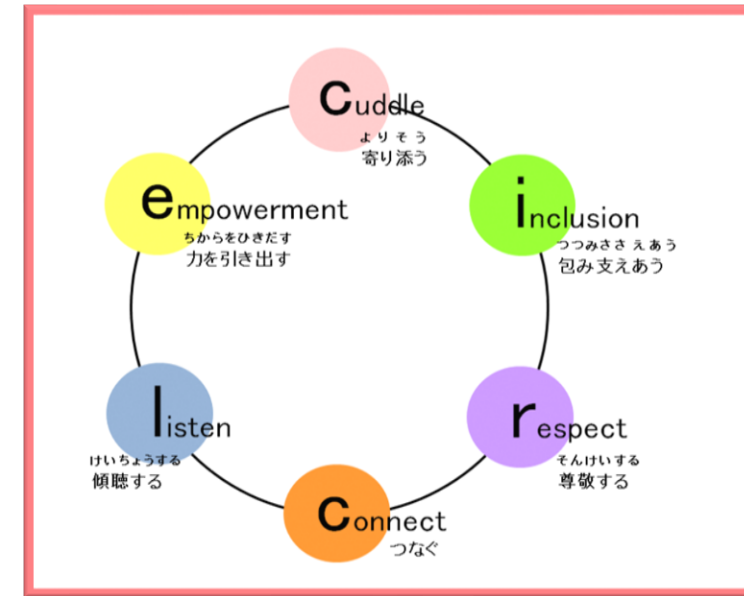 cuddle
よりそう
寄り添う
inclusion
つつみささえあう
包み支えあう
respect
そんけいする
尊敬する
connect
つなぐ
listen
けいちょうする
傾聴する
empowerment
ちからをひきだす
力を引き出す